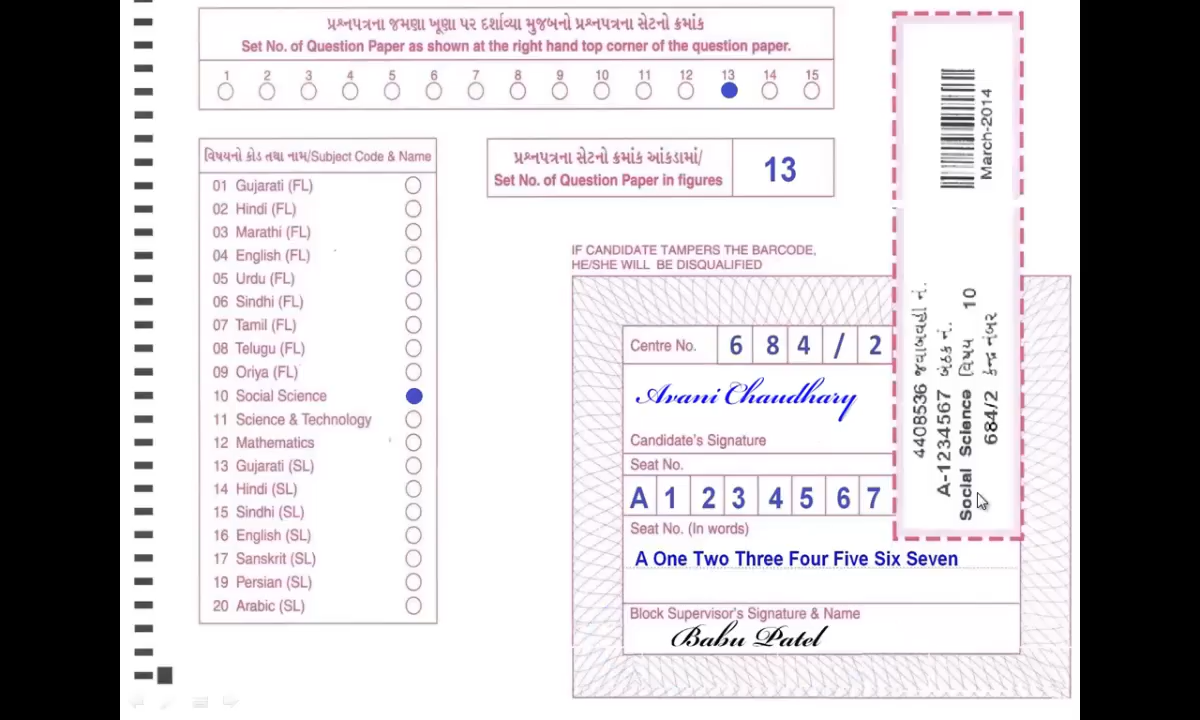 પ્રશ્નપત્રના જમણા ખૂણા પર દર્શાવ્યા મુજબનો પ્રશ્નપત્રના સેટનો ક્રમાંક
Set No. of Question Paper as shown at the right hand top corner of the question paper.
1 2 3 4 5 6 7 8 9 10 11 12 13 14 15
વિષયનો કોડ તથા નામ/Subject Code & Name
01 Gujarati (FL)
02 Hindi (FL)
03 Marathi (FL)
04 English (FL)
05 Urdu (FL)
06 Sindhi (FL)
07 Tamil (FL)
08 Telugu (FL)
09 Oriya (FL)
10 Social Science
11 Science & Technology
12 Mathematics
13 Gujarati (SL)
14 Hindi (SL)
15 Sindhi (SL)
16 English (SL)
17 Sanskrit (SL)
18 Persian (SL)
20 Arabic (SL)
પ્રશ્નપત્રના સેટનો ક્રમાંક આંકડામાં/
Set No. of Question Paper in figures
13
IF CANDIDATE TAMPERS THE BARCODE,
HE/SHE WILL BE DISQUALIFIED
Centre No. 6 8 4 / 2
Avani Chaudhary
Candidate's Signature
Seat No.
A 1 2 3 4 5 6 7
Seat No. (In words)
A One Two Three Four Five Six Seven
Block Supervisor's Signature & Name
Babu Patel
March-2014
4408536 જવાબવહી નં.
A-1234567 બેઠક નં.
Social Science વિષય 10
684/2 કેન્દ્ર નંબર